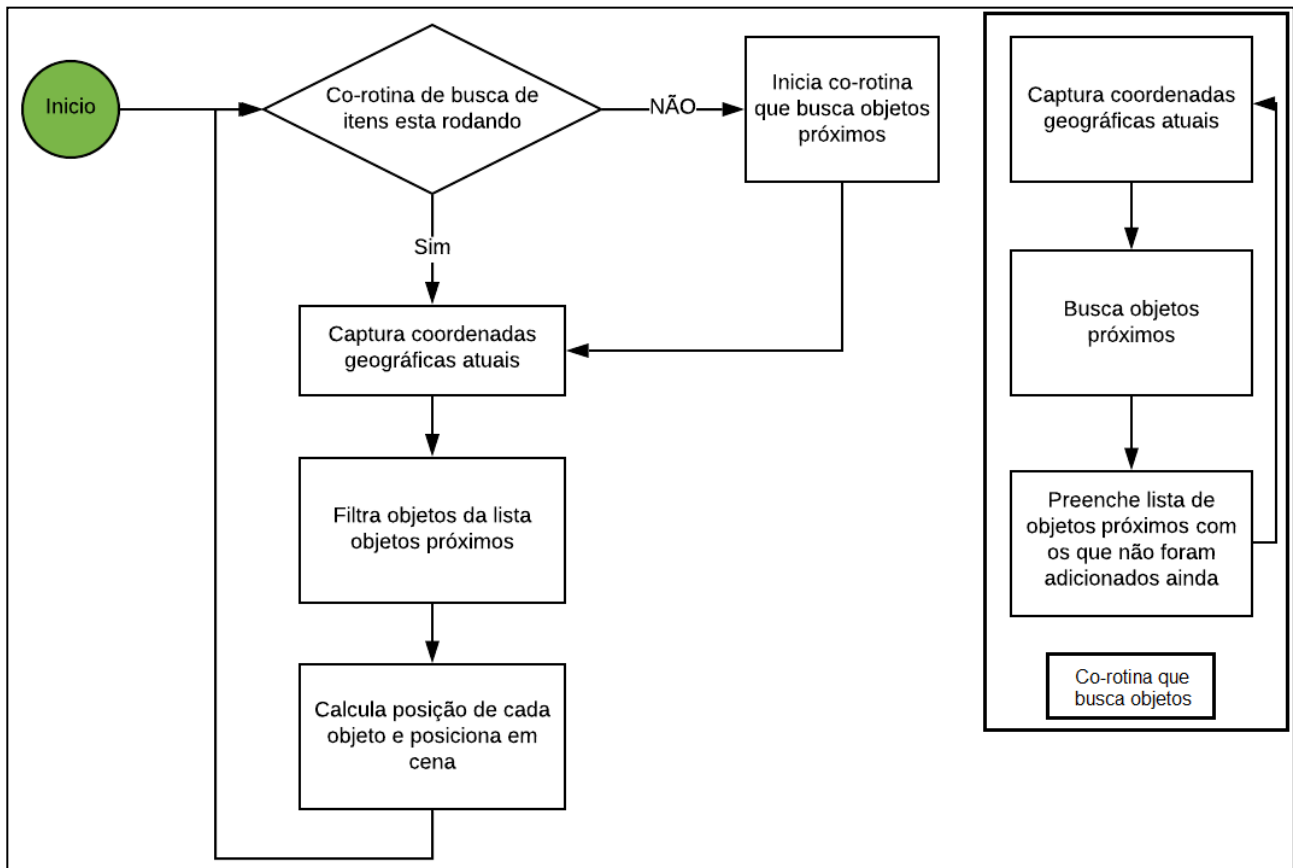 Inicio
Co-rotina de busca de
itens esta rodando
NÃO
Inicia co-rotina
que busca objetos
próximos
Sim
Captura coordenadas
geográficas atuais
Filtra objetos da lista
objetos próximos
Calcula posição de cada
objeto e posiciona em
cena
Captura coordenadas
geográficas atuais
Busca objetos
próximos
Preenche lista de
objetos próximos com
os que não foram
adicionados ainda
Co-rotina que
busca objetos